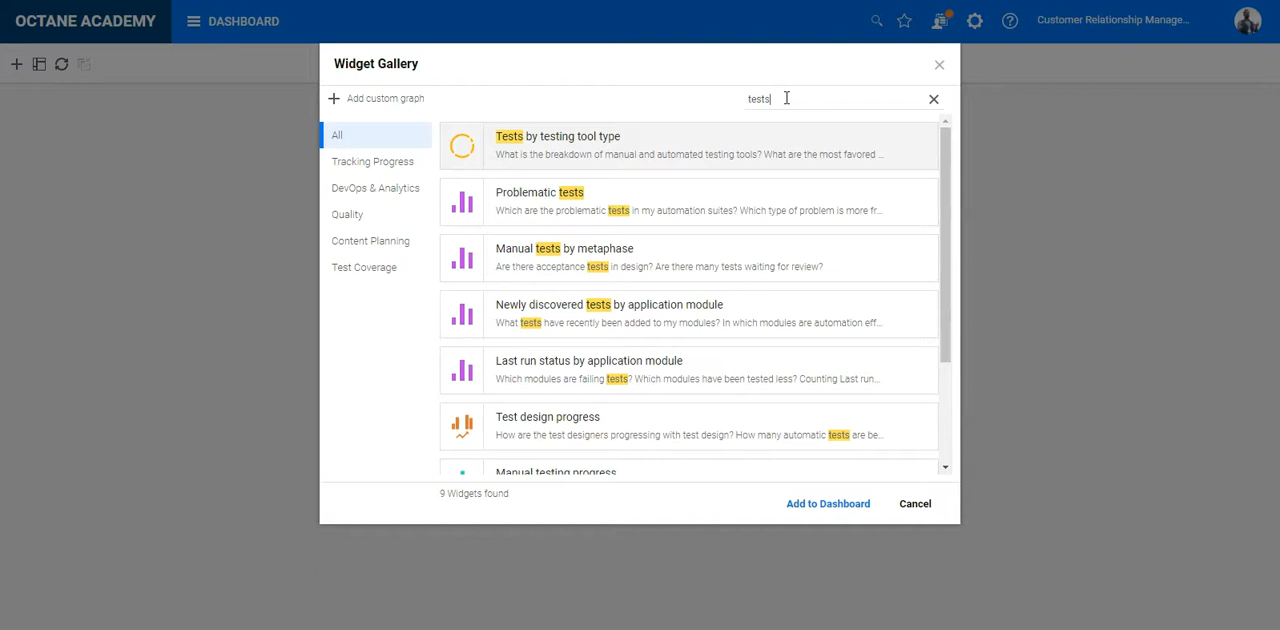 OCTANE ACADEMY
DASHBOARD
Customer Relationship Manage...
Widget Gallery
Add custom graph
tests
All
Tracking Progress
DevOps & Analytics
Quality
Content Planning
Test Coverage
Tests by testing tool type
What is the breakdown of manual and automated testing tools? What are the most favored ...
Problematic tests
Which are the problematic tests in my automation suites? Which type of problem is more fr...
Manual tests by metaphase
Are there acceptance tests in design? Are there many tests waiting for review?
Newly discovered tests by application module
What tests have recently been added to my modules? In which modules are automation eff...
Last run status by application module
Which modules are failing tests? Which modules have been tested less? Counting Last run...
Test design progress
How are the test designers progressing with test design? How many automatic tests are be...
Manual testing progress
9 Widgets found
Add to Dashboard
Cancel